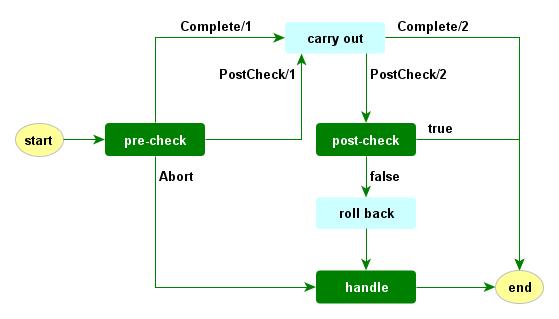 Complete/1
carry out
Complete/2
PostCheck/1
PostCheck/2
start
pre-check
post-check
true
Abort
false
roll back
handle
end